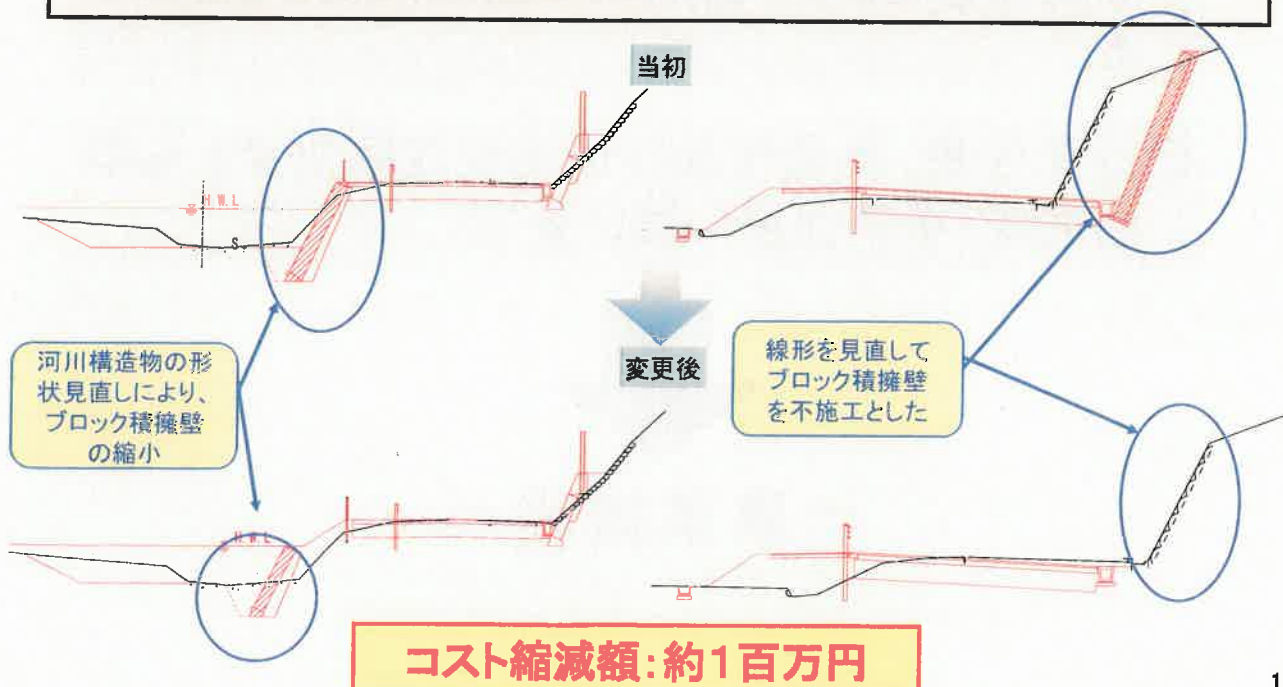 当初
H.W.L
S
H.W.L
河川構造物の形
状見直しにより、
ブロック積擁壁
の縮小
変更後
線形を見直して
ブロック積擁壁
を不施工とした
コスト縮減額:約1百万円
1